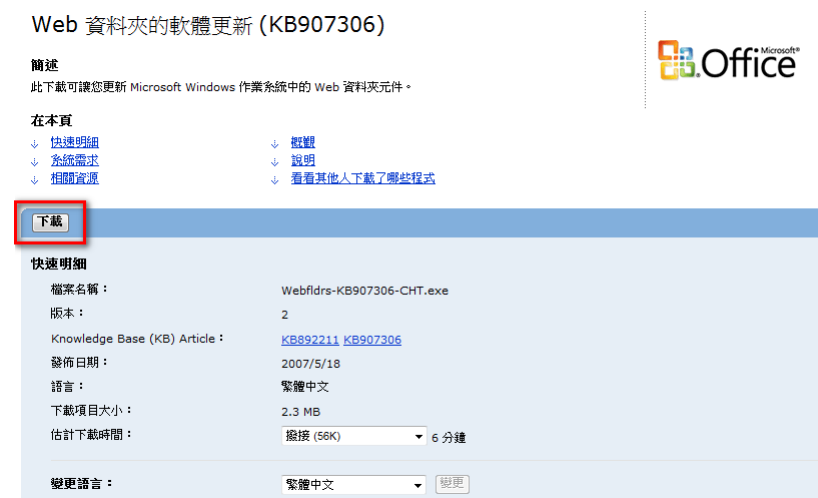 Web 資料夾的軟體更新 (KB907306)
Microsoft®
Office
簡述
此下載可讓您更新 Microsoft Windows 作業系統中的 Web 資料夾元件。
在本頁
快速明細
概觀
系統需求
說明
相關資源
看看其他人下載了哪些程式
下載
快速明細
檔案名稱： Webfldrs-KB907306-CHT.exe
版本： 2
Knowledge Base (KB) Article： KB892211 KB907306
發佈日期： 2007/5/18
語言： 繁體中文
下載項目大小： 2.3 MB
估計下載時間： 撥接 (56K) 6 分鐘
變更語言： 繁體中文 變更